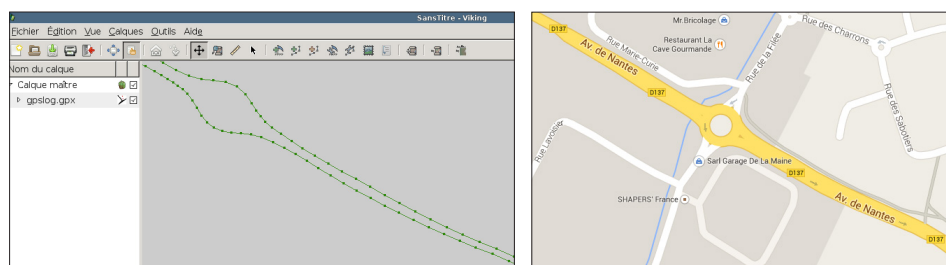 SansTitre - Viking
Fichier Édition Vue Calques Outils Aide
Nom du calque
Calque maître
gpslog.gpx
Mr.Bricolage
Restaurant La
Cave Gourmande
D137
Av. de Nantes
Rue Marie-Curie
Rue de la Filée
Rue des Charrons
D137
Rue des Sabotiers
Rue Lavoisier
Sarl Garage De La Maine
D137
SHAPERS' France
Av. de Nantes
D137